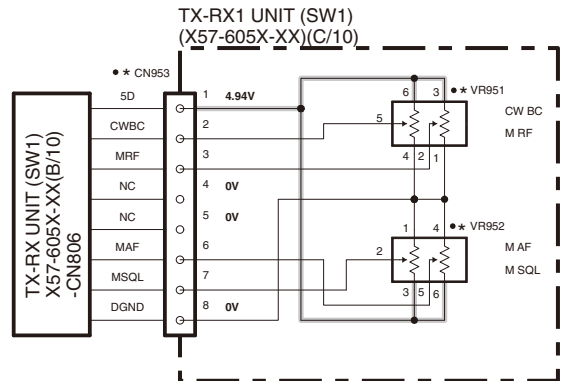 TX-RX1 UNIT (SW1)
(X57-605X-XX)(C/10)
● * CN953
5D 1 4.94V
CWBC 2
MRF 3
NC 4 0V
NC 5 0V
MAF 6
MSQL 7
DGND 8 0V
TX-RX UNIT (SW1)
X57-605X-XX(B/10)
-CN806
6 3 ● * VR951
5
CW BC
M RF
4 2 1
1 4 ● * VR952
2
M AF
M SQL
3 5 6